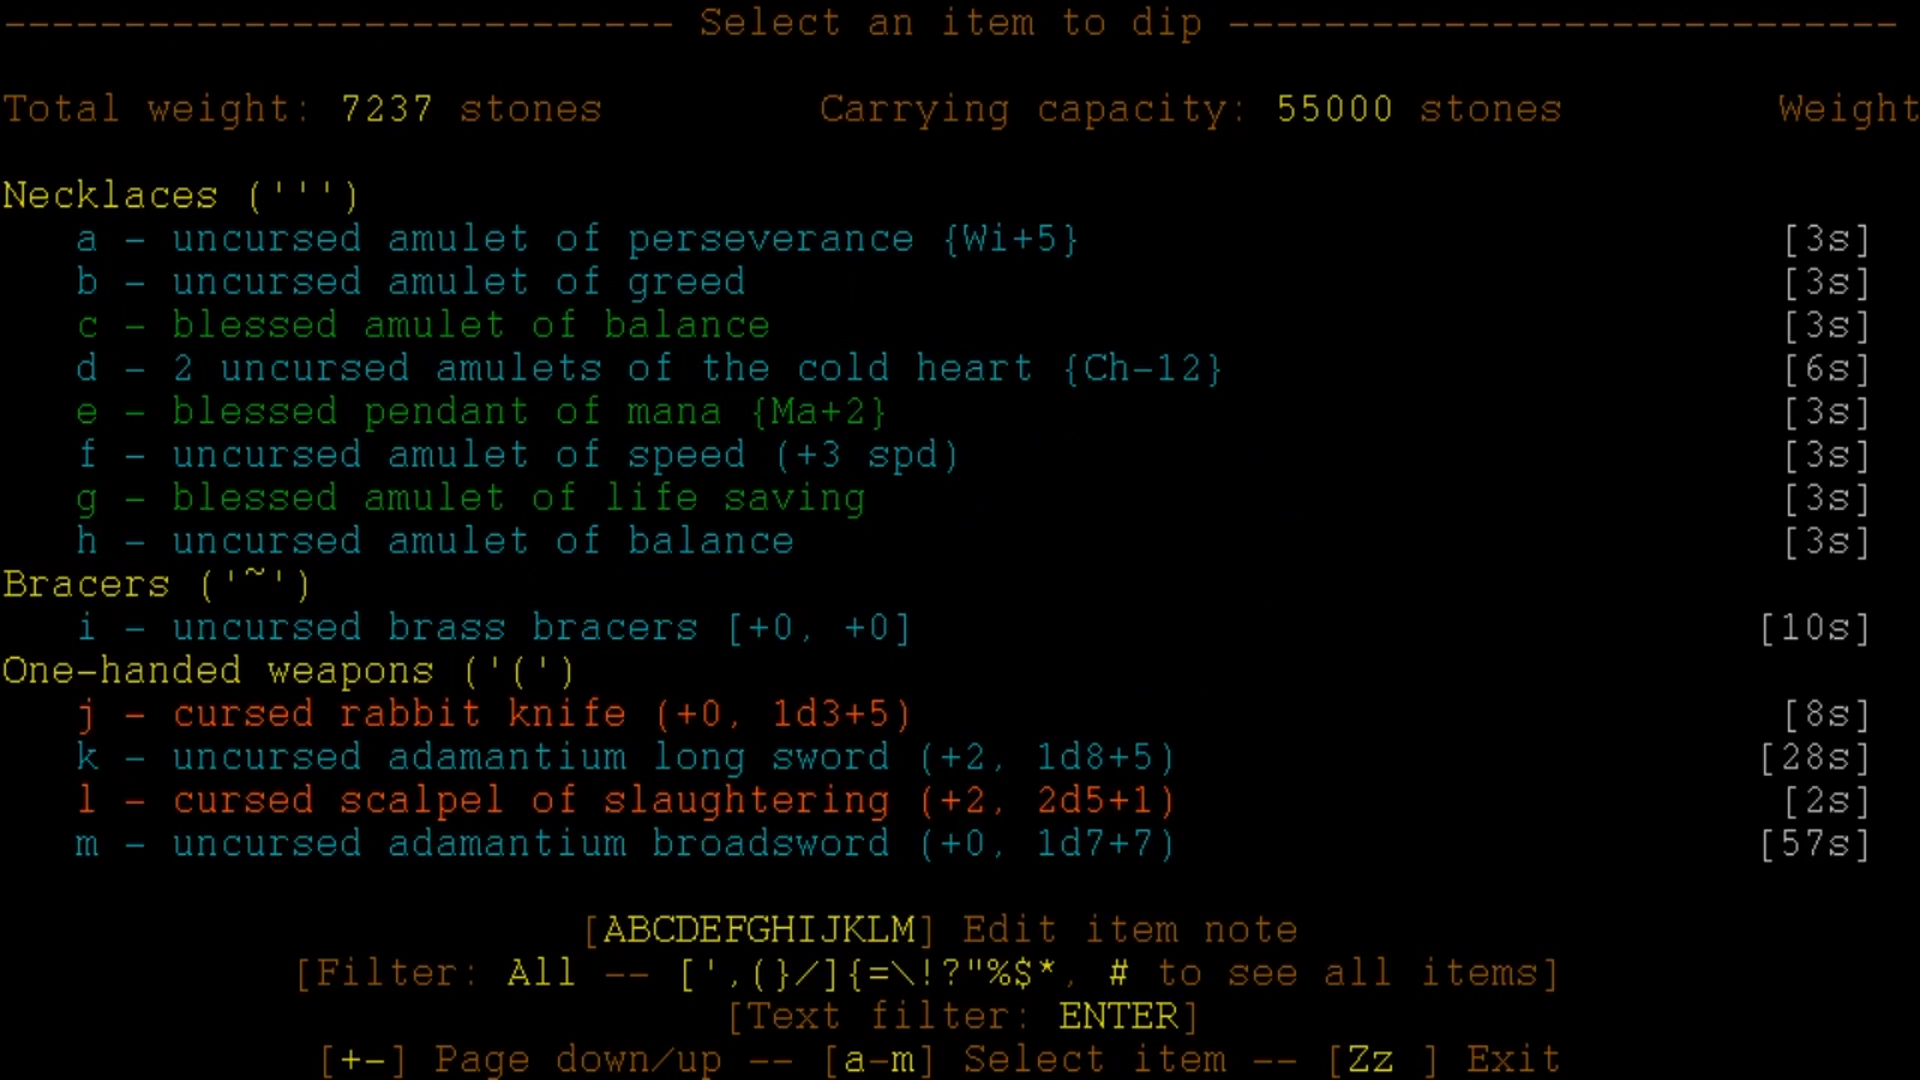 ---------------------------- Select an item to dip ----------------------------
Total weight: 7237 stones Carrying capacity: 55000 stones Weight
Necklaces (''')
a - uncursed amulet of perseverance {Wi+5} [3s]
b - uncursed amulet of greed [3s]
c - blessed amulet of balance [3s]
d - 2 uncursed amulets of the cold heart {Ch-12} [6s]
e - blessed pendant of mana {Ma+2} [3s]
f - uncursed amulet of speed (+3 spd) [3s]
g - blessed amulet of life saving [3s]
h - uncursed amulet of balance [3s]
Bracers ('~')
i - uncursed brass bracers [+0, +0] [10s]
One-handed weapons ('(')
j - cursed rabbit knife (+0, 1d3+5) [8s]
k - uncursed adamantium long sword (+2, 1d8+5) [28s]
l - cursed scalpel of slaughtering (+2, 2d5+1) [2s]
m - uncursed adamantium broadsword (+0, 1d7+7) [57s]
[ABCDEFGHIJKLM] Edit item note
[Filter: All -- [',(}/]{=\!?"%$*, # to see all items]
[Text filter: ENTER]
[+-] Page down/up -- [a-m] Select item -- [Zz ] Exit